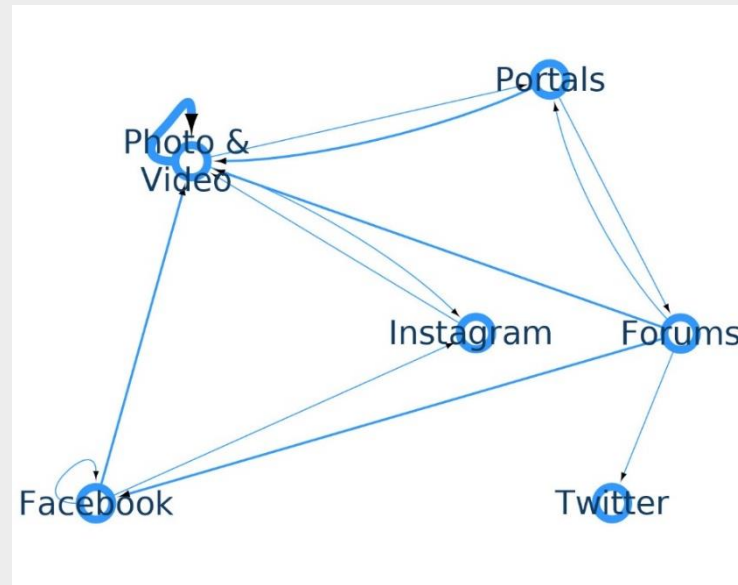 Portals
Photo &
Video
Instagram
Forums
Facebook
Twitter